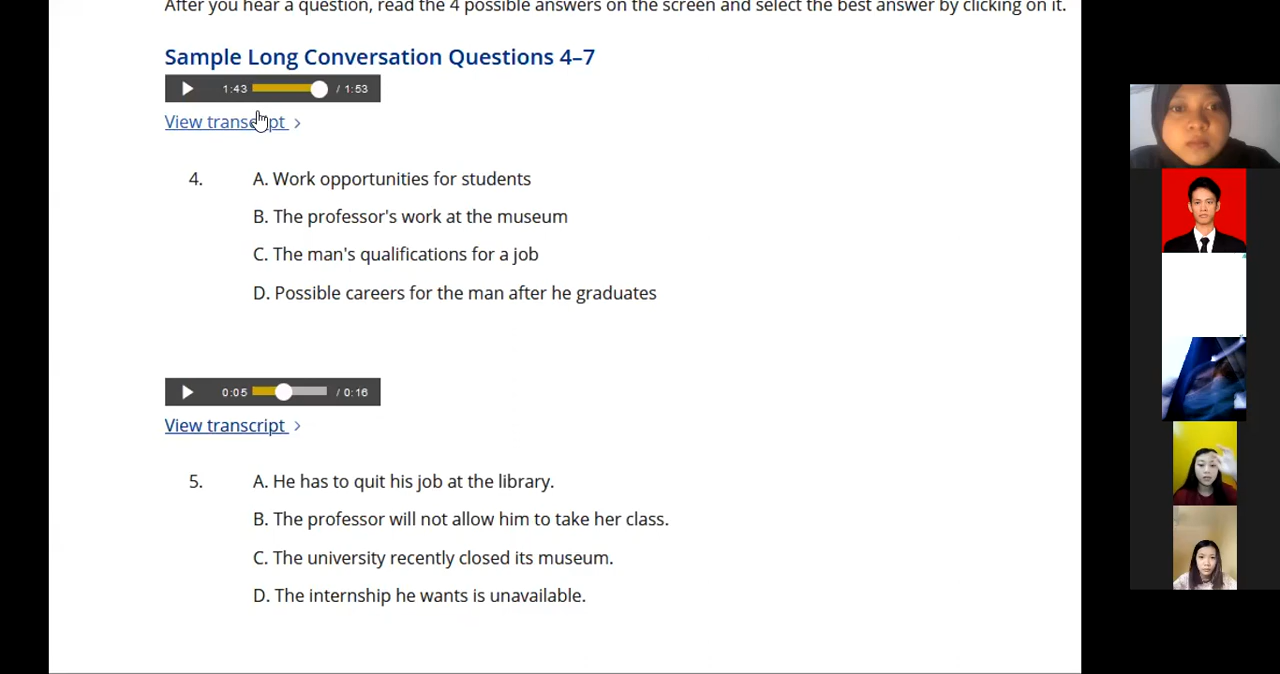 After you hear a question, read the 4 possible answers on the screen and select the best answer by clicking on it.
Sample Long Conversation Questions 4–7
1:43 / 1:53
View transcript >
4. A. Work opportunities for students
B. The professor's work at the museum
C. The man's qualifications for a job
D. Possible careers for the man after he graduates
0:05 / 0:16
View transcript >
5. A. He has to quit his job at the library.
B. The professor will not allow him to take her class.
C. The university recently closed its museum.
D. The internship he wants is unavailable.